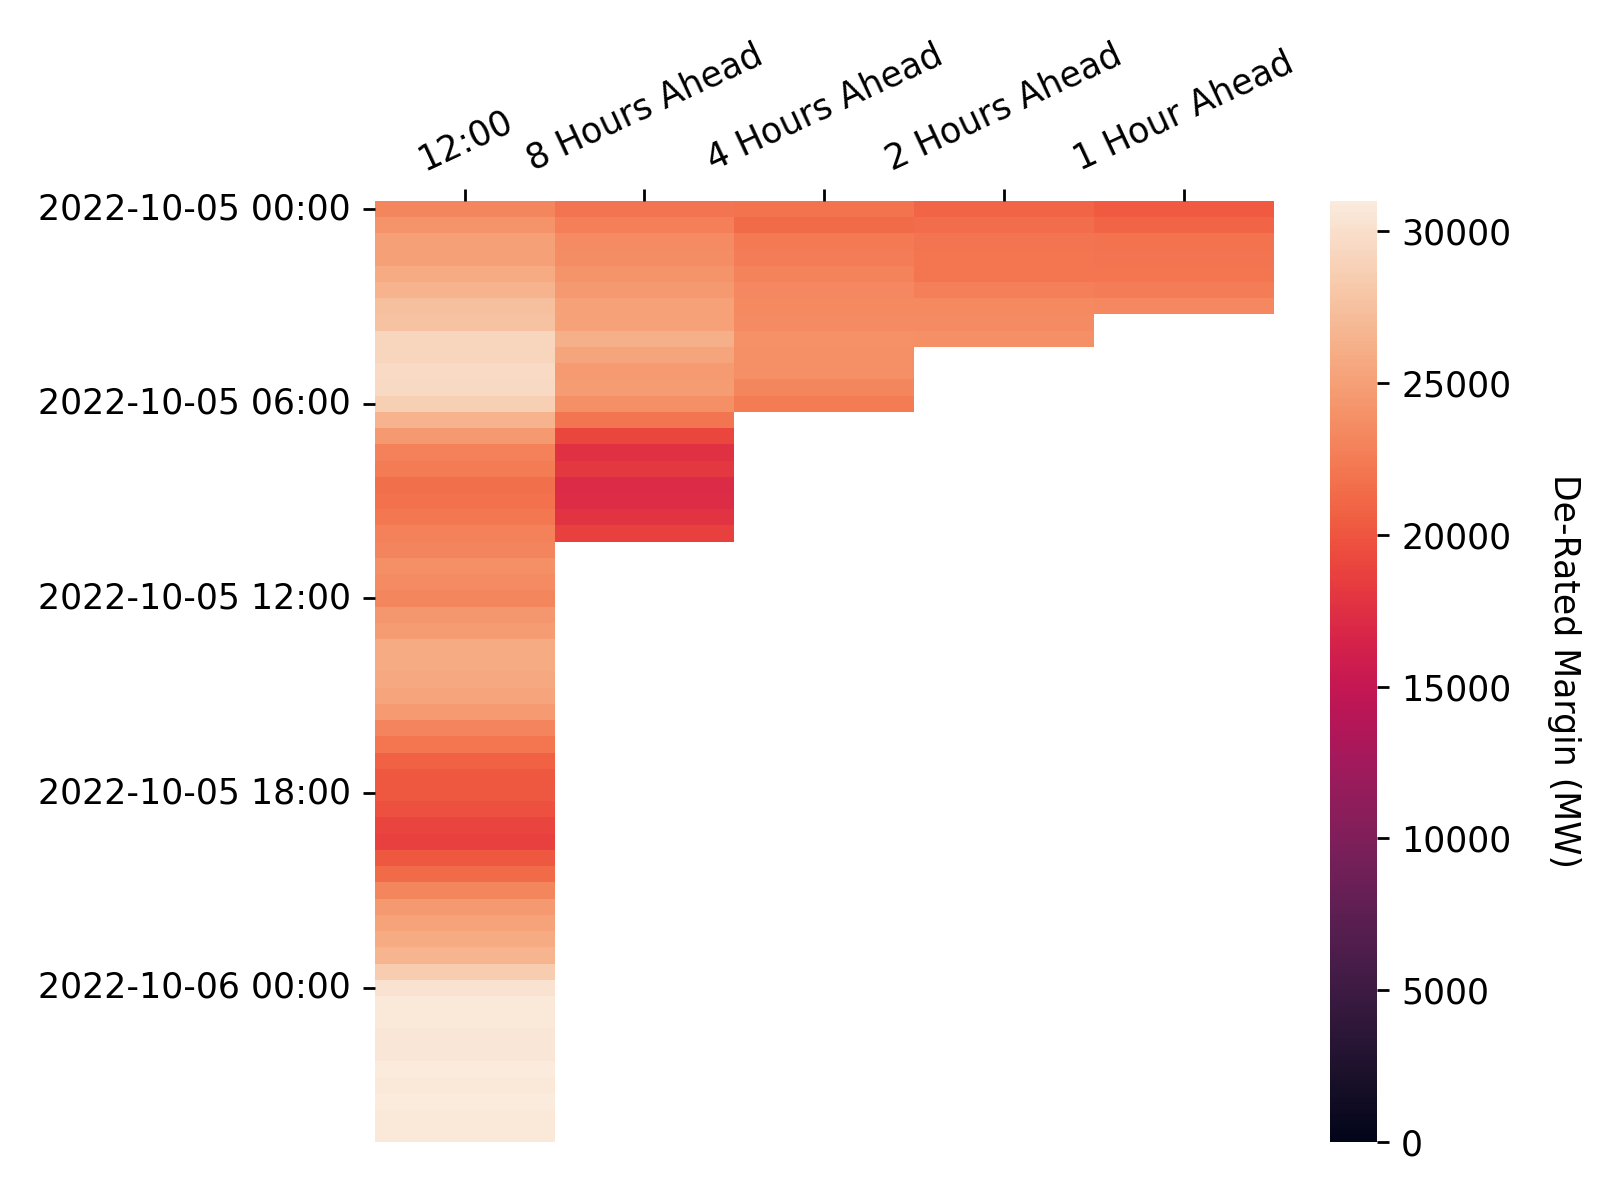 12:00
8 Hours Ahead
4 Hours Ahead
2 Hours Ahead
1 Hour Ahead
2022-10-05 00:00
2022-10-05 06:00
2022-10-05 12:00
2022-10-05 18:00
2022-10-06 00:00
30000
25000
20000
15000
10000
5000
0
De-Rated Margin (MW)